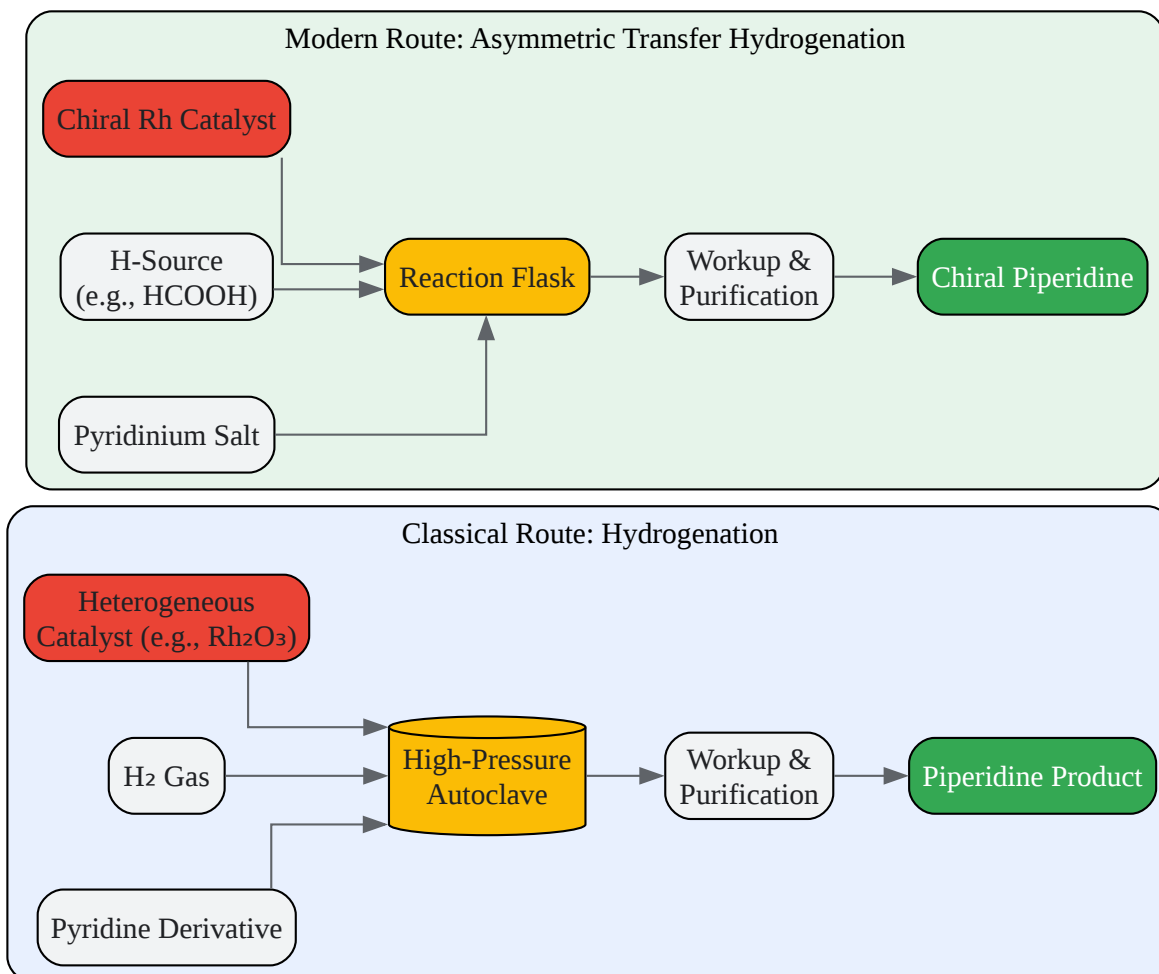 Modern Route: Asymmetric Transfer Hydrogenation
Chiral Rh Catalyst
H-Source
(e.g., HCOOH)
Reaction Flask
Workup &
Purification
Chiral Piperidine
Pyridinium Salt
Classical Route: Hydrogenation
Heterogeneous
Catalyst (e.g., Rh₂O₃)
H₂ Gas
High-Pressure
Autoclave
Workup &
Purification
Piperidine Product
Pyridine Derivative